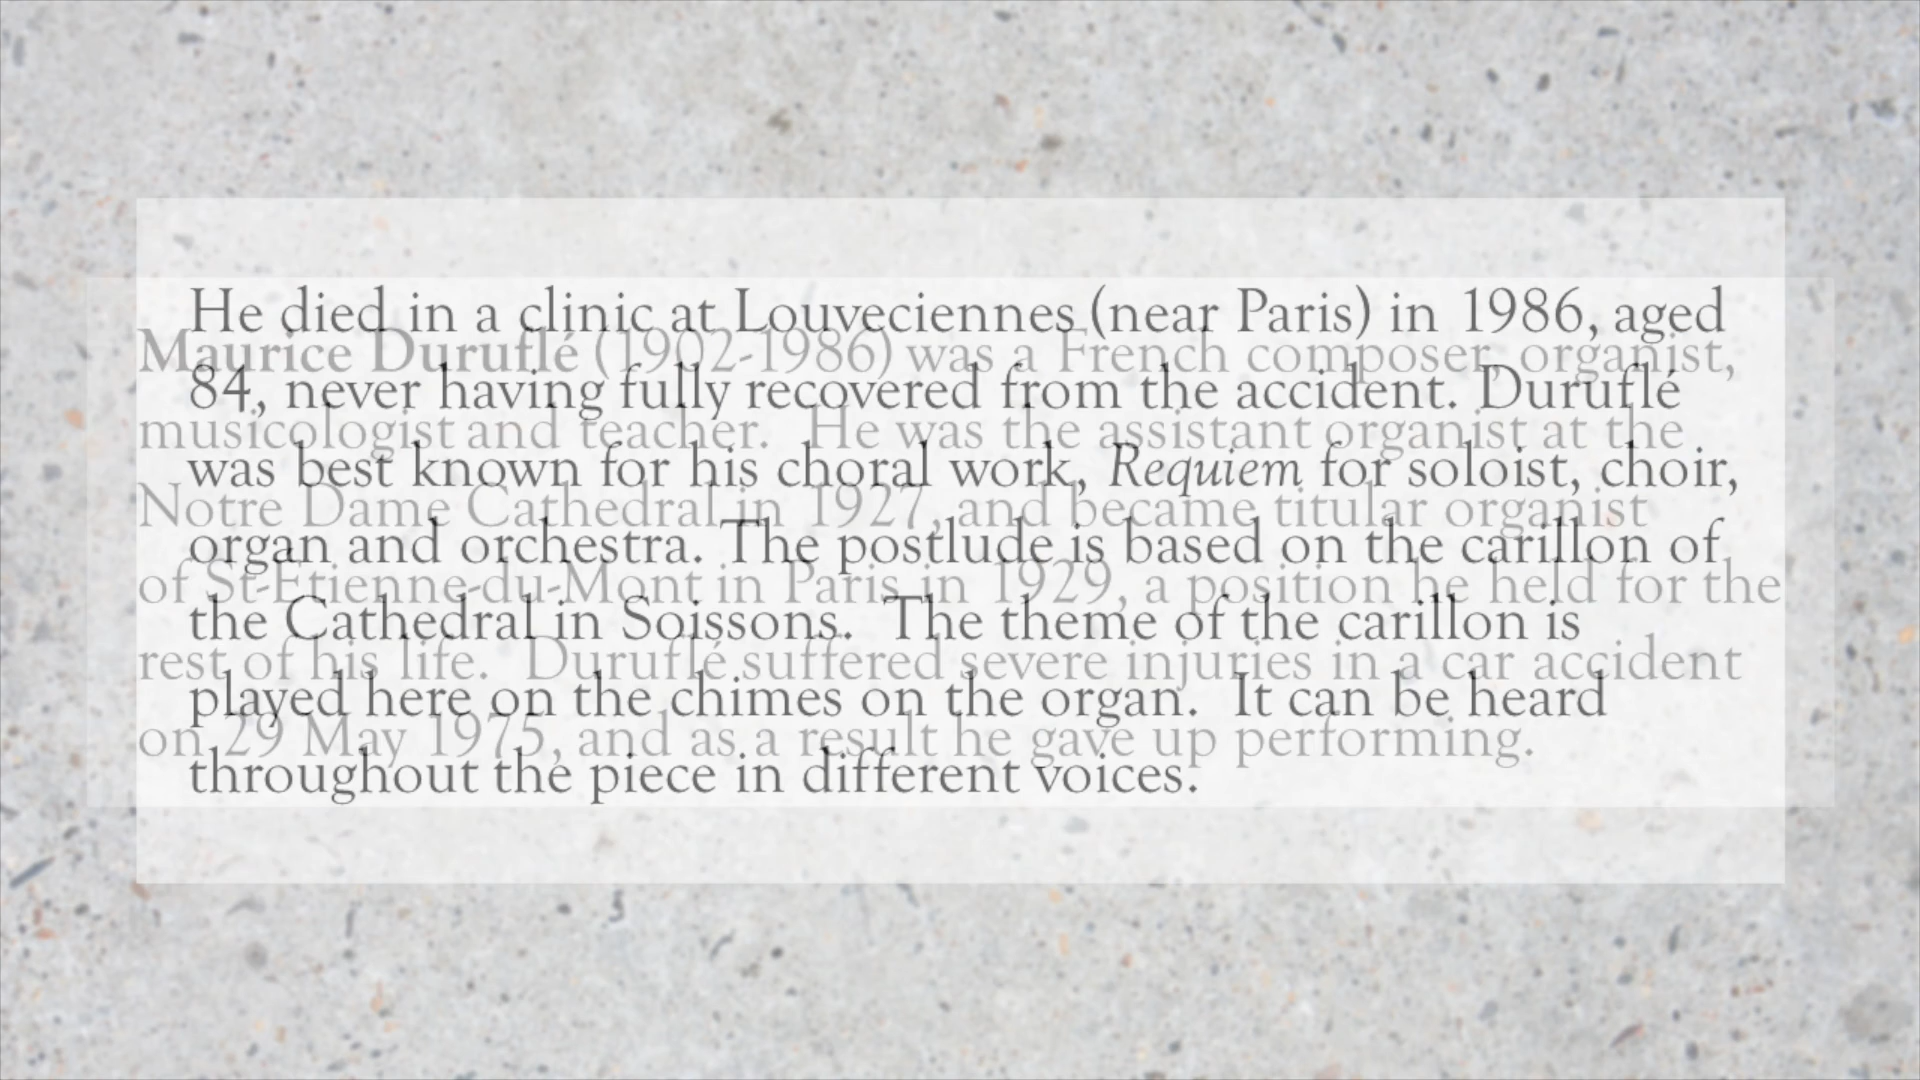 Maurice Duruflé (1902-1986) was a French composer, organist,
musicologist and teacher.  He was the assistant organist at the
Notre Dame Cathedral in 1927, and became titular organist
of St-Etienne-du-Mont in Paris in 1929, a position he held for the
rest of his life.  Duruflé suffered severe injuries in a car accident
on 29 May 1975, and as a result he gave up performing.
He died in a clinic at Louveciennes (near Paris) in 1986, aged
84, never having fully recovered from the accident. Duruflé
was best known for his choral work, Requiem for soloist, choir,
organ and orchestra. The postlude is based on the carillon of
the Cathedral in Soissons.  The theme of the carillon is
played here on the chimes on the organ.  It can be heard
throughout the piece in different voices.